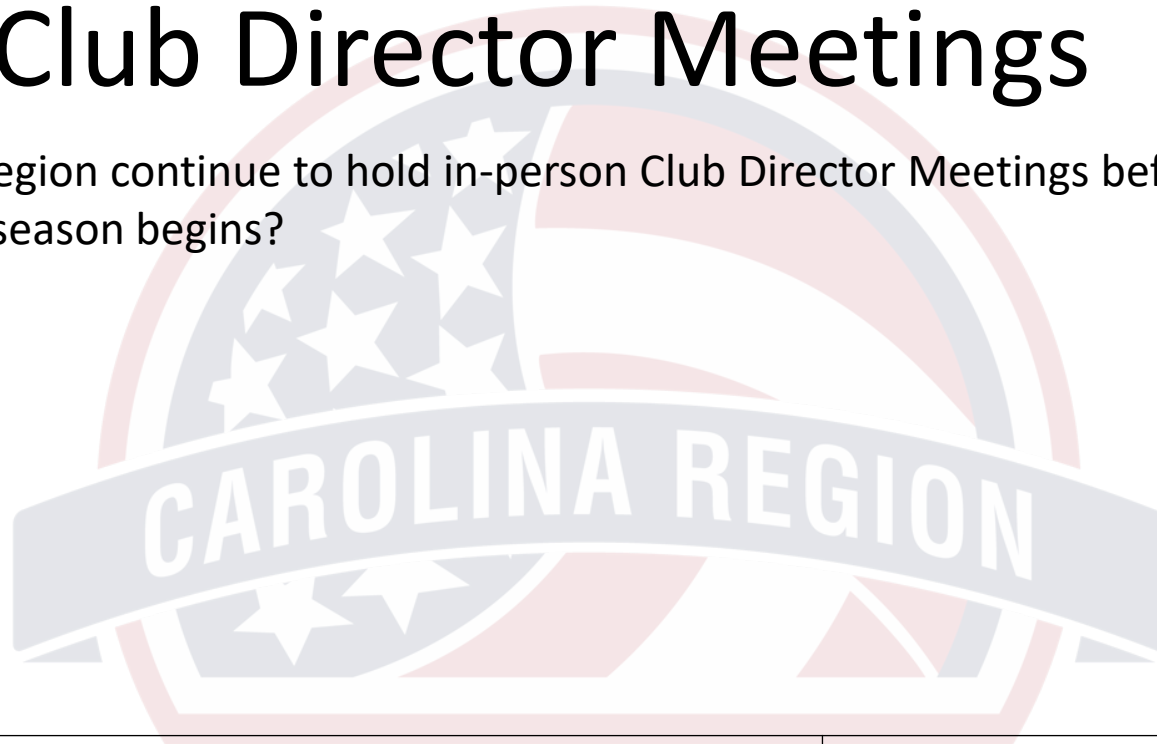 Club Director Meetings
egion continue to hold in-person Club Director Meetings bef
season begins?
CAROLINA REGION